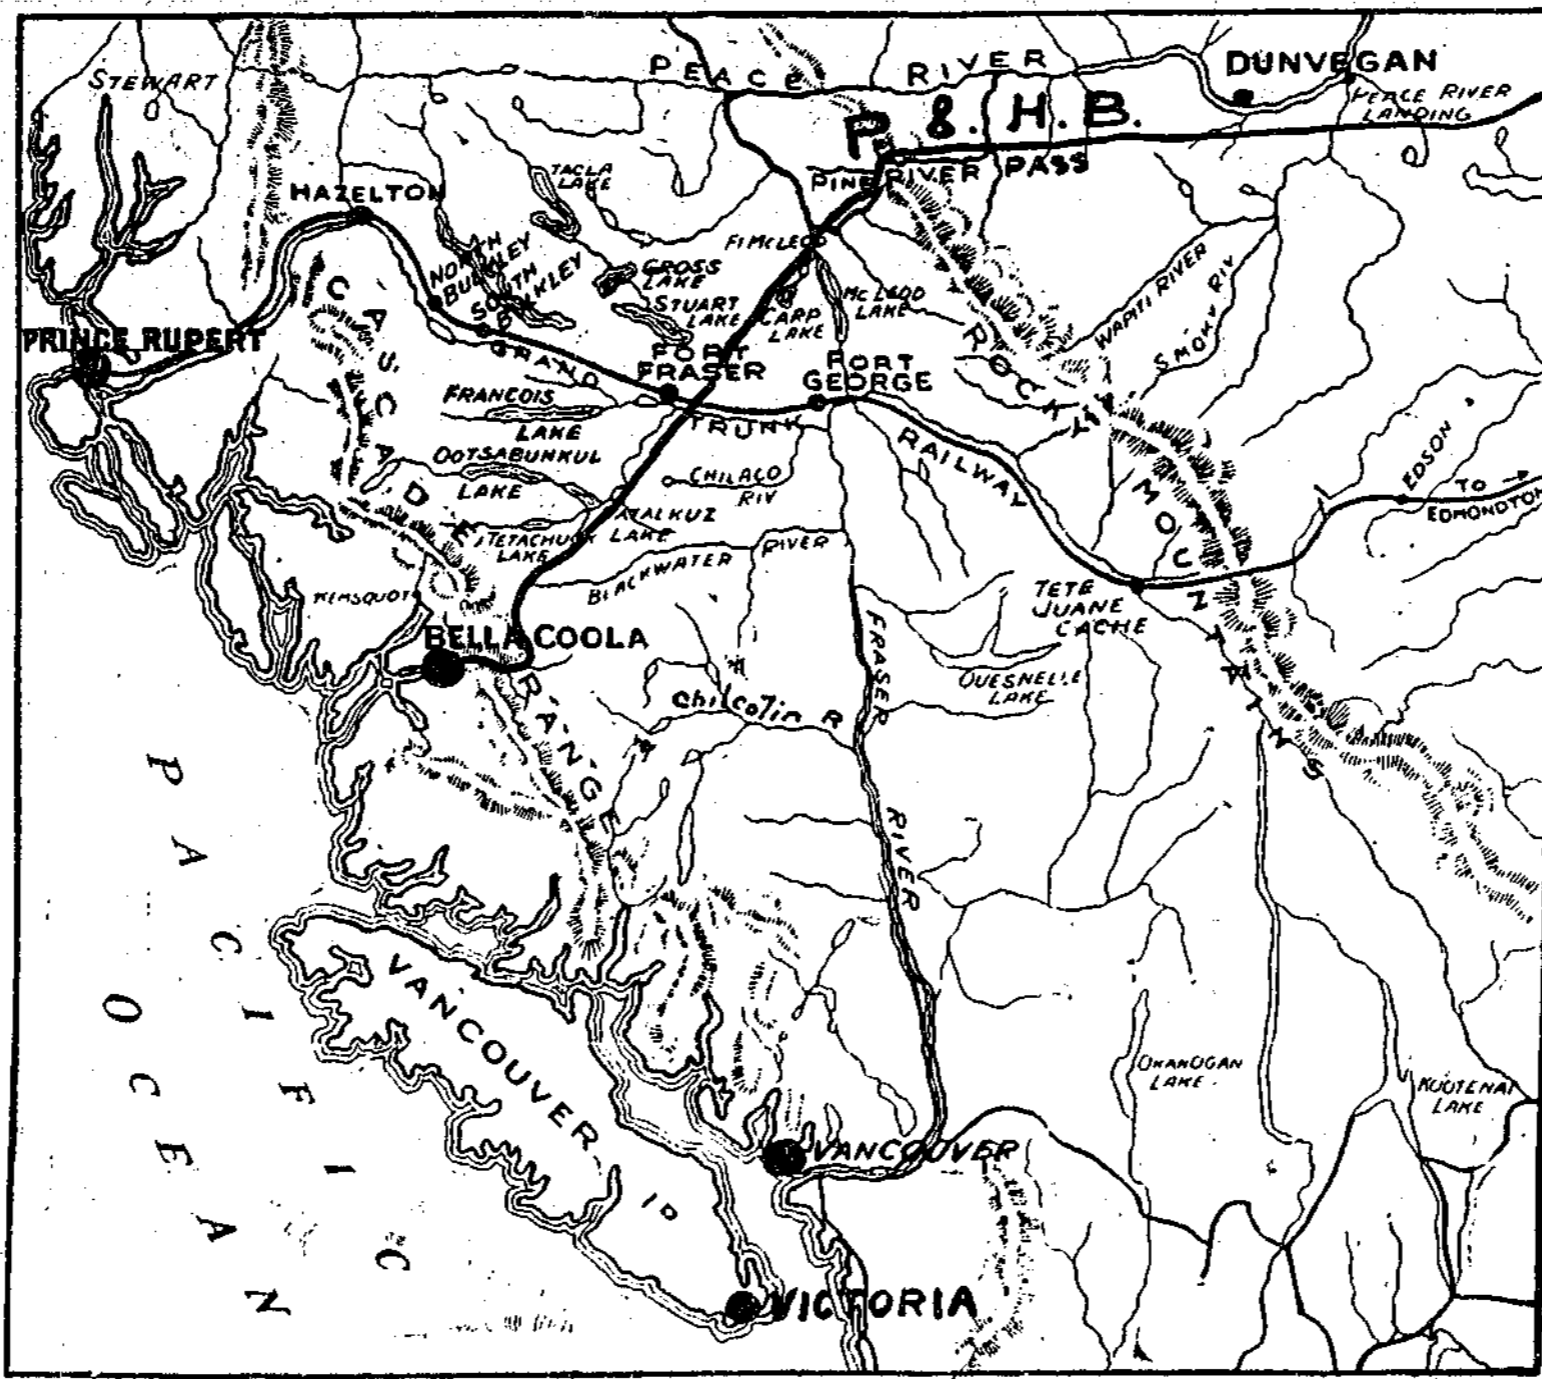 STEWART
PEACE RIVER
DUNVEGAN
PEACE RIVER
LANDING
P. & H. B.
PINE RIVER PASS
HAZELTON
TACLA
LAKE
NORTH
BULKLEY
SOUTH
BULKLEY
CROSS
LAKE
STUART
LAKE
Ft McLEOD
McLEOD
LAKE
CARP
LAKE
WAPITI RIVER
SMOKY RIV
PRINCE RUPERT
CASCADE RANGE
ROCKY MOUNTAINS
FORT
FRASER
FORT
GEORGE
GRAND TRUNK RAILWAY
FRANCOIS
LAKE
OOTSABUNKUL
LAKE
CHILACO
RIV
EDSON
TO
EDMONDTON
TETACHUCK
LAKE
LAKE
BLACKWATER RIVER
KEMSQUOT
TETE
JUANE
CACHE
BELLA COOLA
FRASER RIVER
QUESNELLE
LAKE
Chilcotin R
PACIFIC
OCEAN
VANCOUVER ID
OKANOGAN
LAKE
KOOTENAI
LAKE
VANCOUVER
VICTORIA